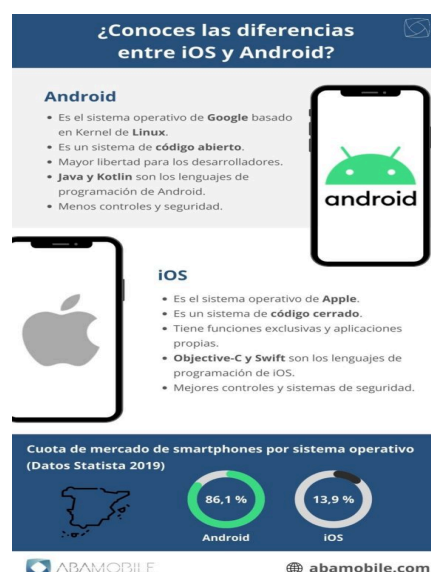 ¿Conoces las diferencias
entre iOS y Android?
Android
• Es el sistema operativo de Google basado
en Kernel de Linux.
• Es un sistema de código abierto.
• Mayor libertad para los desarrolladores.
• Java y Kotlin son los lenguajes de
programación de Android.
• Menos controles y seguridad.
android
iOS
• Es el sistema operativo de Apple.
• Es un sistema de código cerrado.
• Tiene funciones exclusivas y aplicaciones
propias.
• Objective-C y Swift son los lenguajes de
programación de iOS.
• Mejores controles y sistemas de seguridad.
Cuota de mercado de smartphones por sistema operativo
(Datos Statista 2019)
86,1 %
13,9 %
Android
iOS
ABAMOBILE
abamobile.com